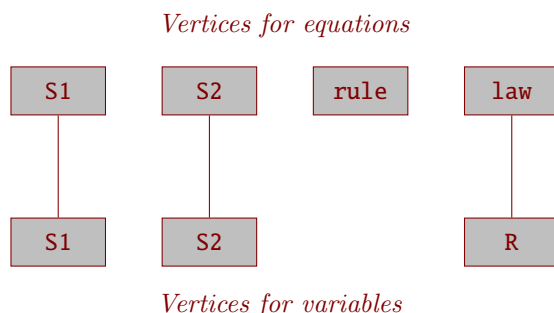 Vertices for equations
S1 S2 rule law
S1 S2 R
Vertices for variables